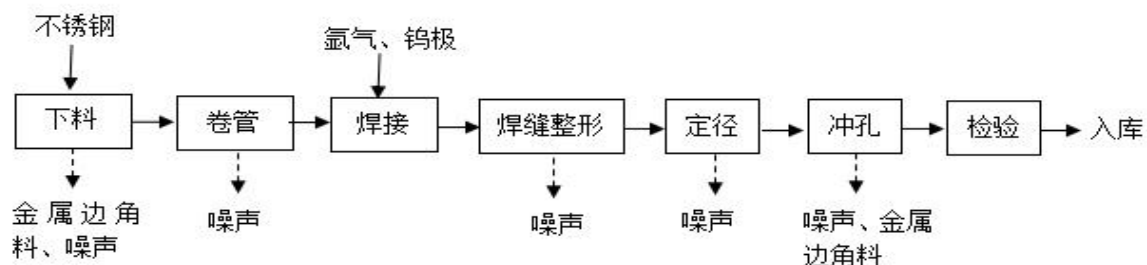 不锈钢
氩气、钨极
下料
卷管
焊接
焊缝整形
定径
冲孔
检验
入库
金属边角
料、噪声
噪声
噪声
噪声
噪声、金属
边角料